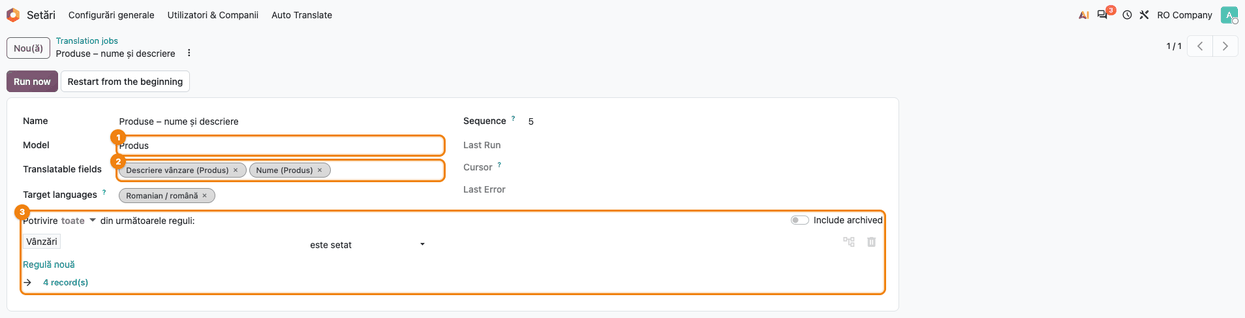 Setări Configurări generale Utilizatori & Companii Auto Translate AI 3 RO Company A
Nou(ă) Translation jobs
Produse – nume și descriere
1 / 1
Run now Restart from the beginning
Name Produse – nume și descriere Sequence ? 5
1
Model Produs Last Run
2
Translatable fields Descriere vânzare (Produs) × Nume (Produs) × Cursor ?
Target languages ? Romanian / română × Last Error
3
Potrivire toate din următoarele reguli: Include archived
Vânzări este setat
Regulă nouă
4 record(s)